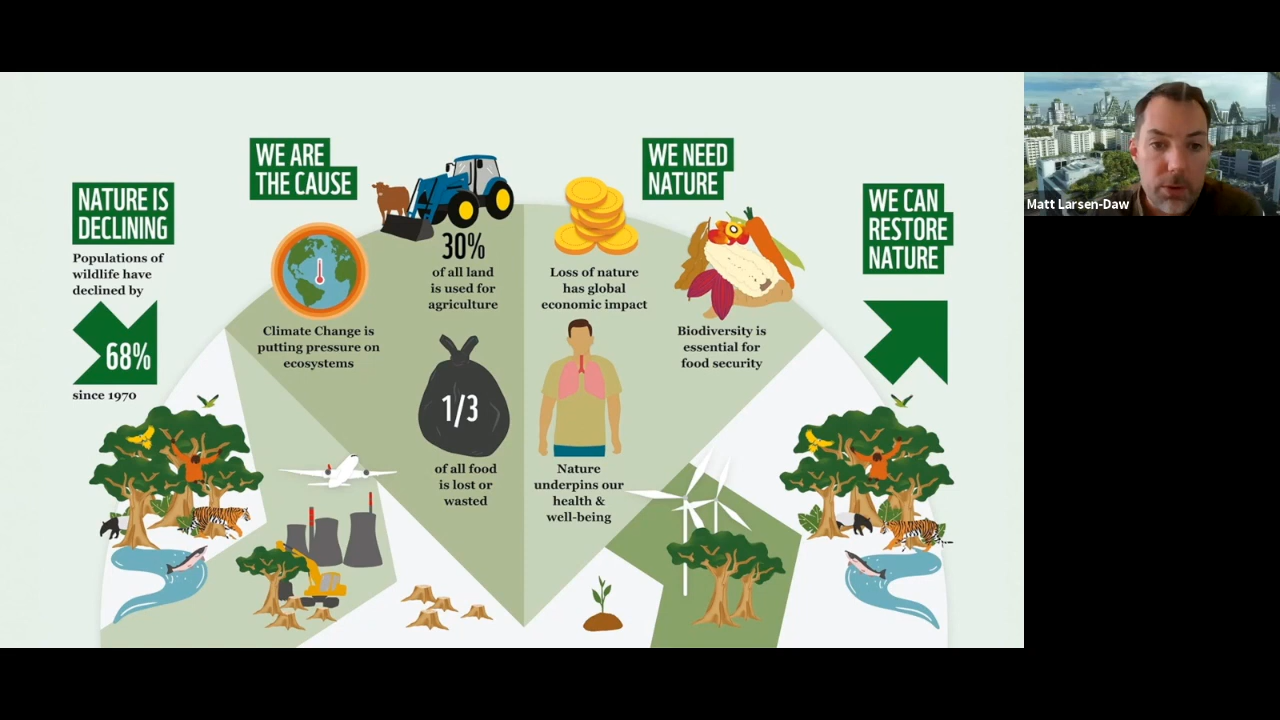 NATURE IS
DECLINING
Populations of
wildlife have
declined by
68%
since 1970
WE ARE
THE CAUSE
Climate Change is
putting pressure on
ecosystems
30%
of all land
is used for
agriculture
1/3
of all food
is lost or
wasted
WE NEED
NATURE
Loss of nature
has global
economic impact
Biodiversity is
essential for
food security
Nature
underpins our
health &
well-being
WE CAN
RESTORE
NATURE
Matt Larsen-Daw